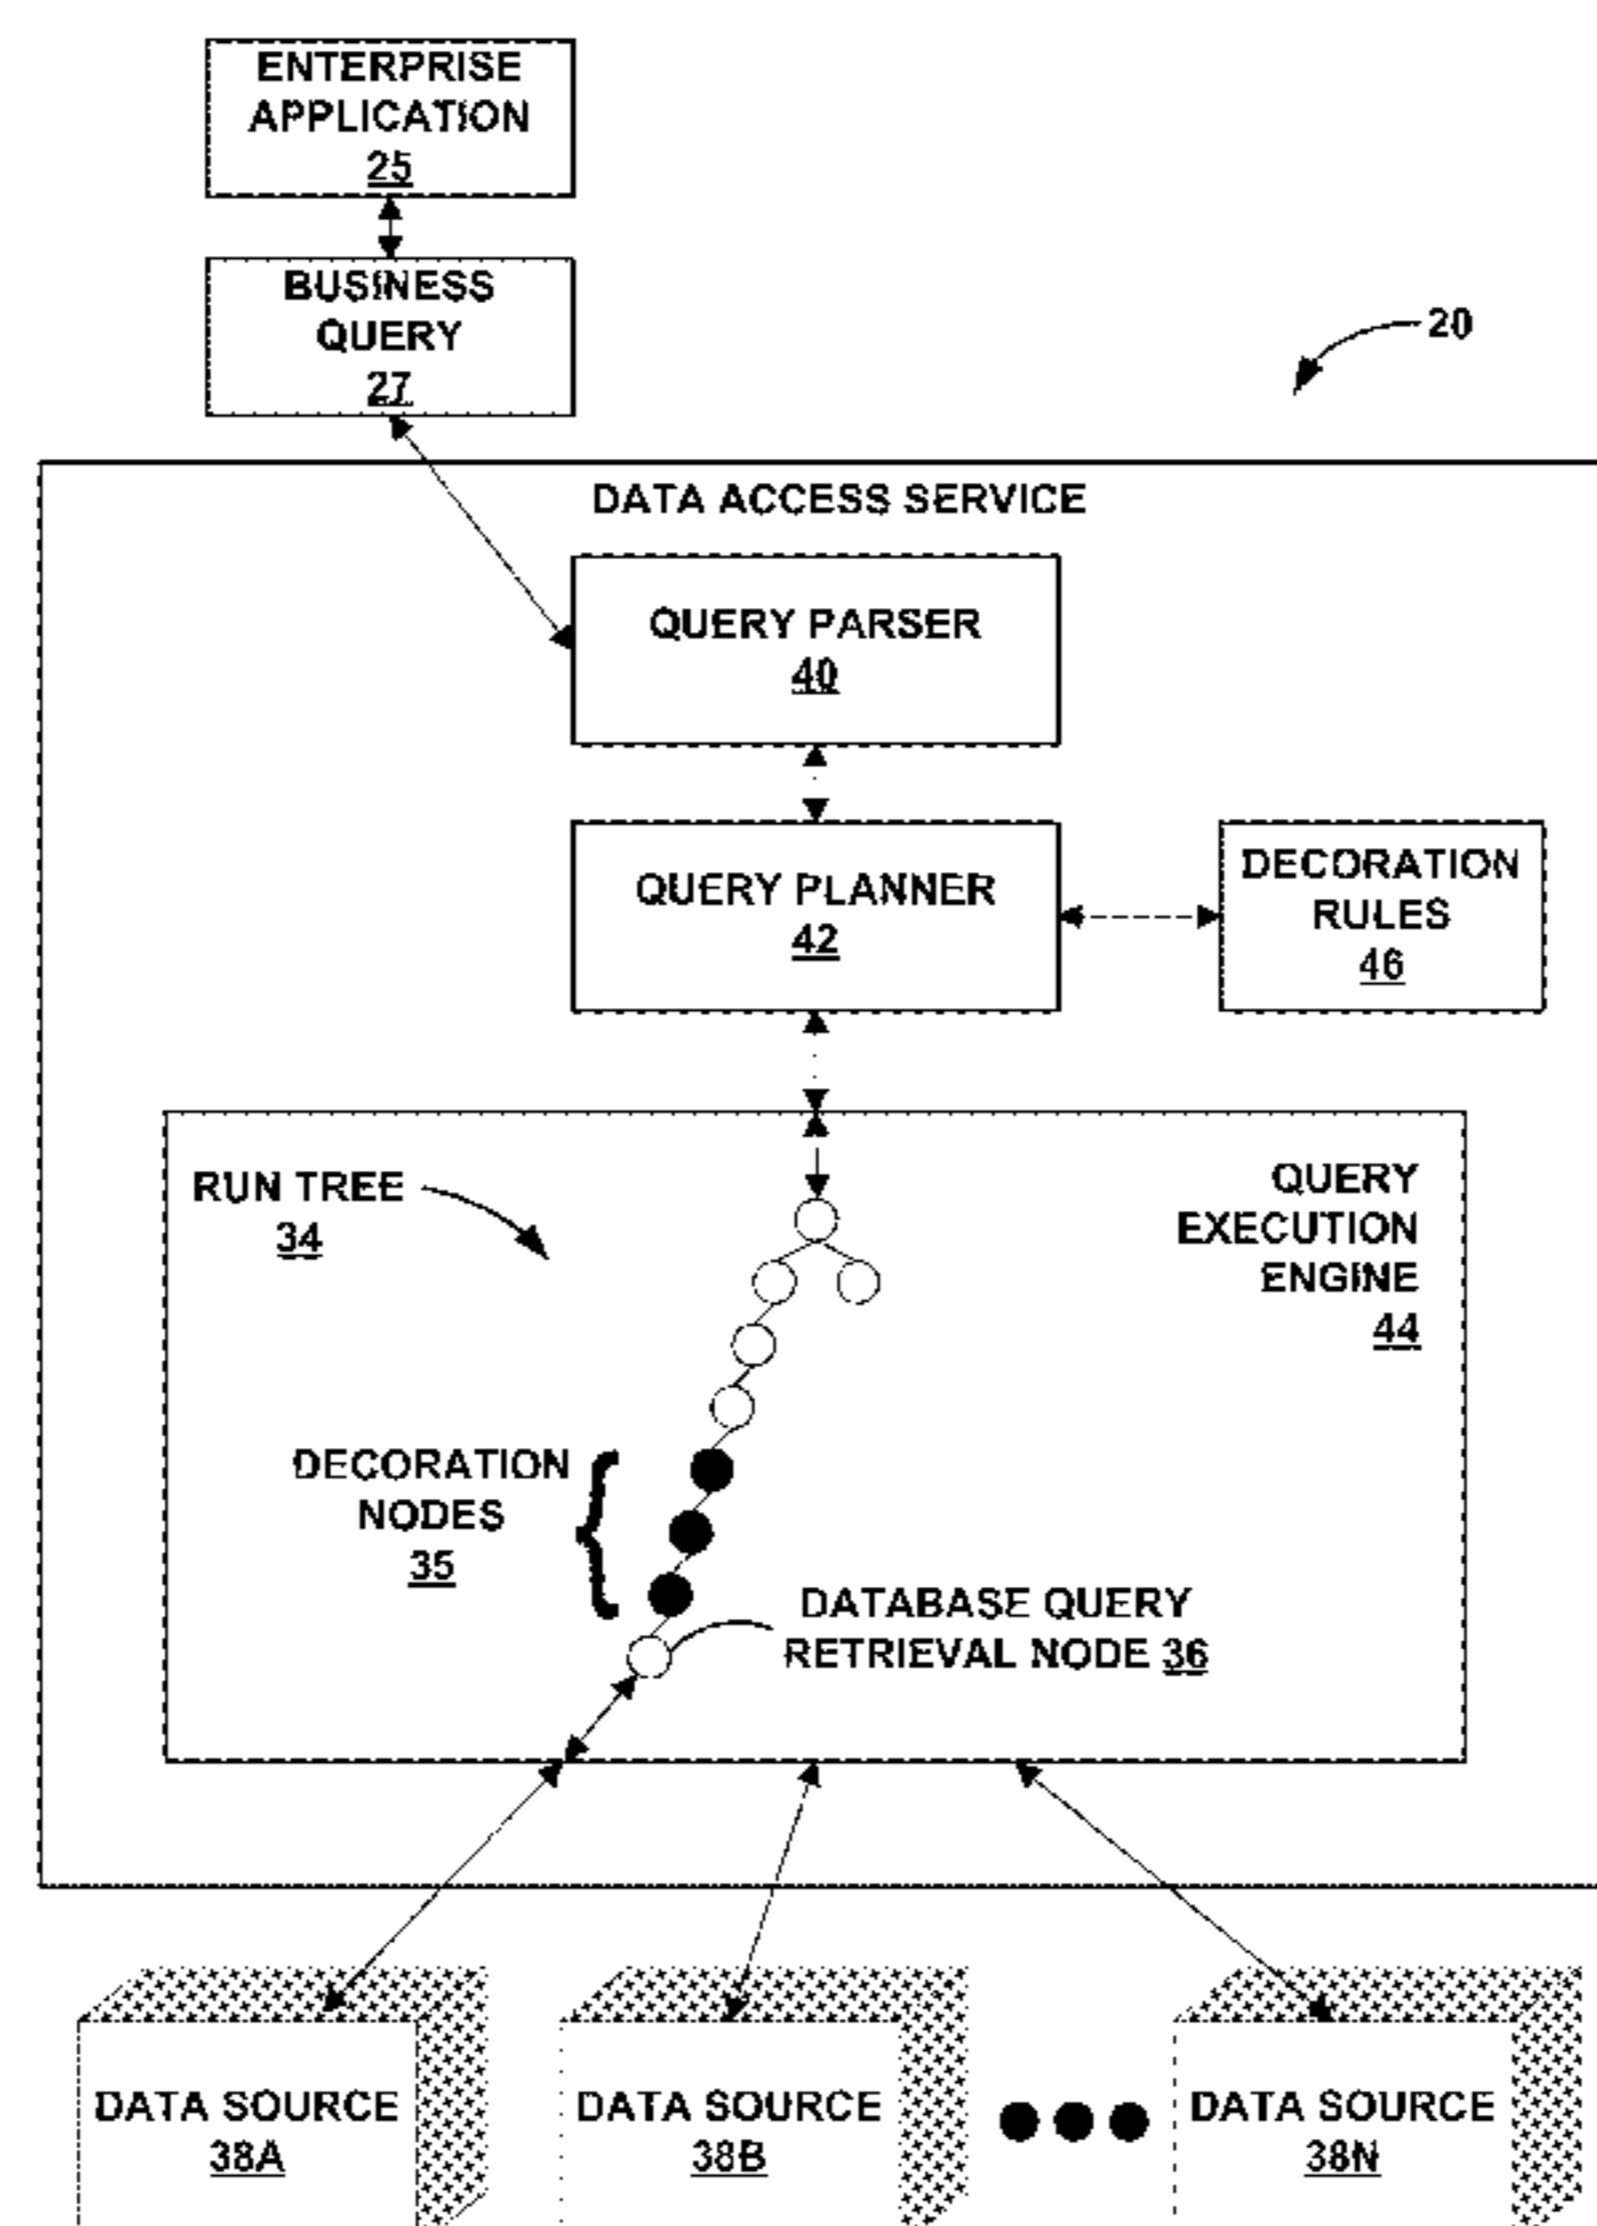 ENTERPRISE
APPLICATION
25
BUSINESS
QUERY
27
20
DATA ACCESS SERVICE
QUERY PARSER
40
QUERY PLANNER
42
DECORATION
RULES
46
RUN TREE
34
QUERY
EXECUTION
ENGINE
44
DECORATION
NODES
35
DATABASE QUERY
RETRIEVAL NODE 36
DATA SOURCE
38A
DATA SOURCE
38B
DATA SOURCE
38N